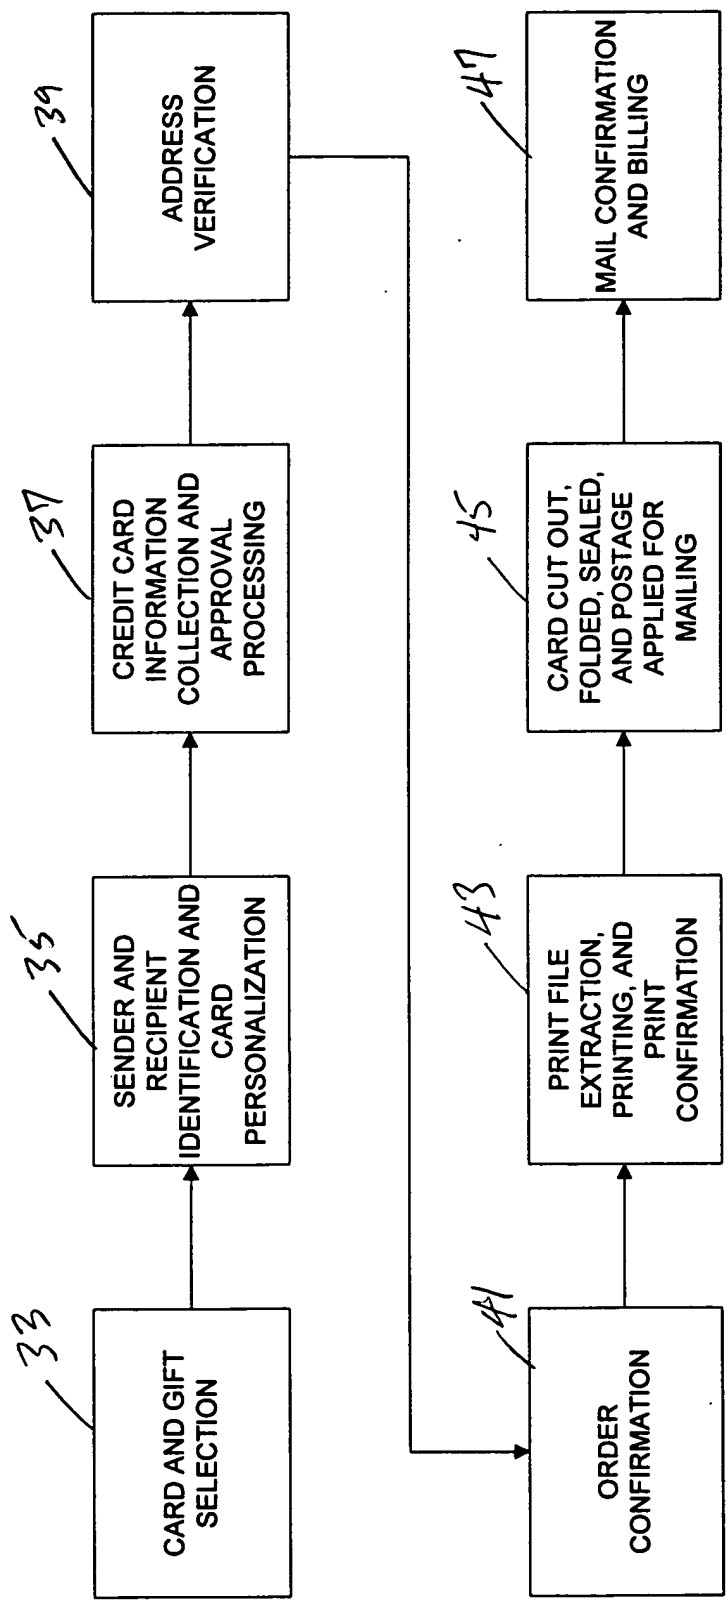 33
CARD AND GIFT
SELECTION
35
SENDER AND
RECIPIENT
IDENTIFICATION AND
CARD
PERSONALIZATION
37
CREDIT CARD
INFORMATION
COLLECTION AND
APPROVAL
PROCESSING
39
ADDRESS
VERIFICATION
41
ORDER
CONFIRMATION
43
PRINT FILE
EXTRACTION,
PRINTING, AND
PRINT
CONFIRMATION
45
CARD CUT OUT,
FOLDED, SEALED,
AND POSTAGE
APPLIED FOR
MAILING
47
MAIL CONFIRMATION
AND BILLING